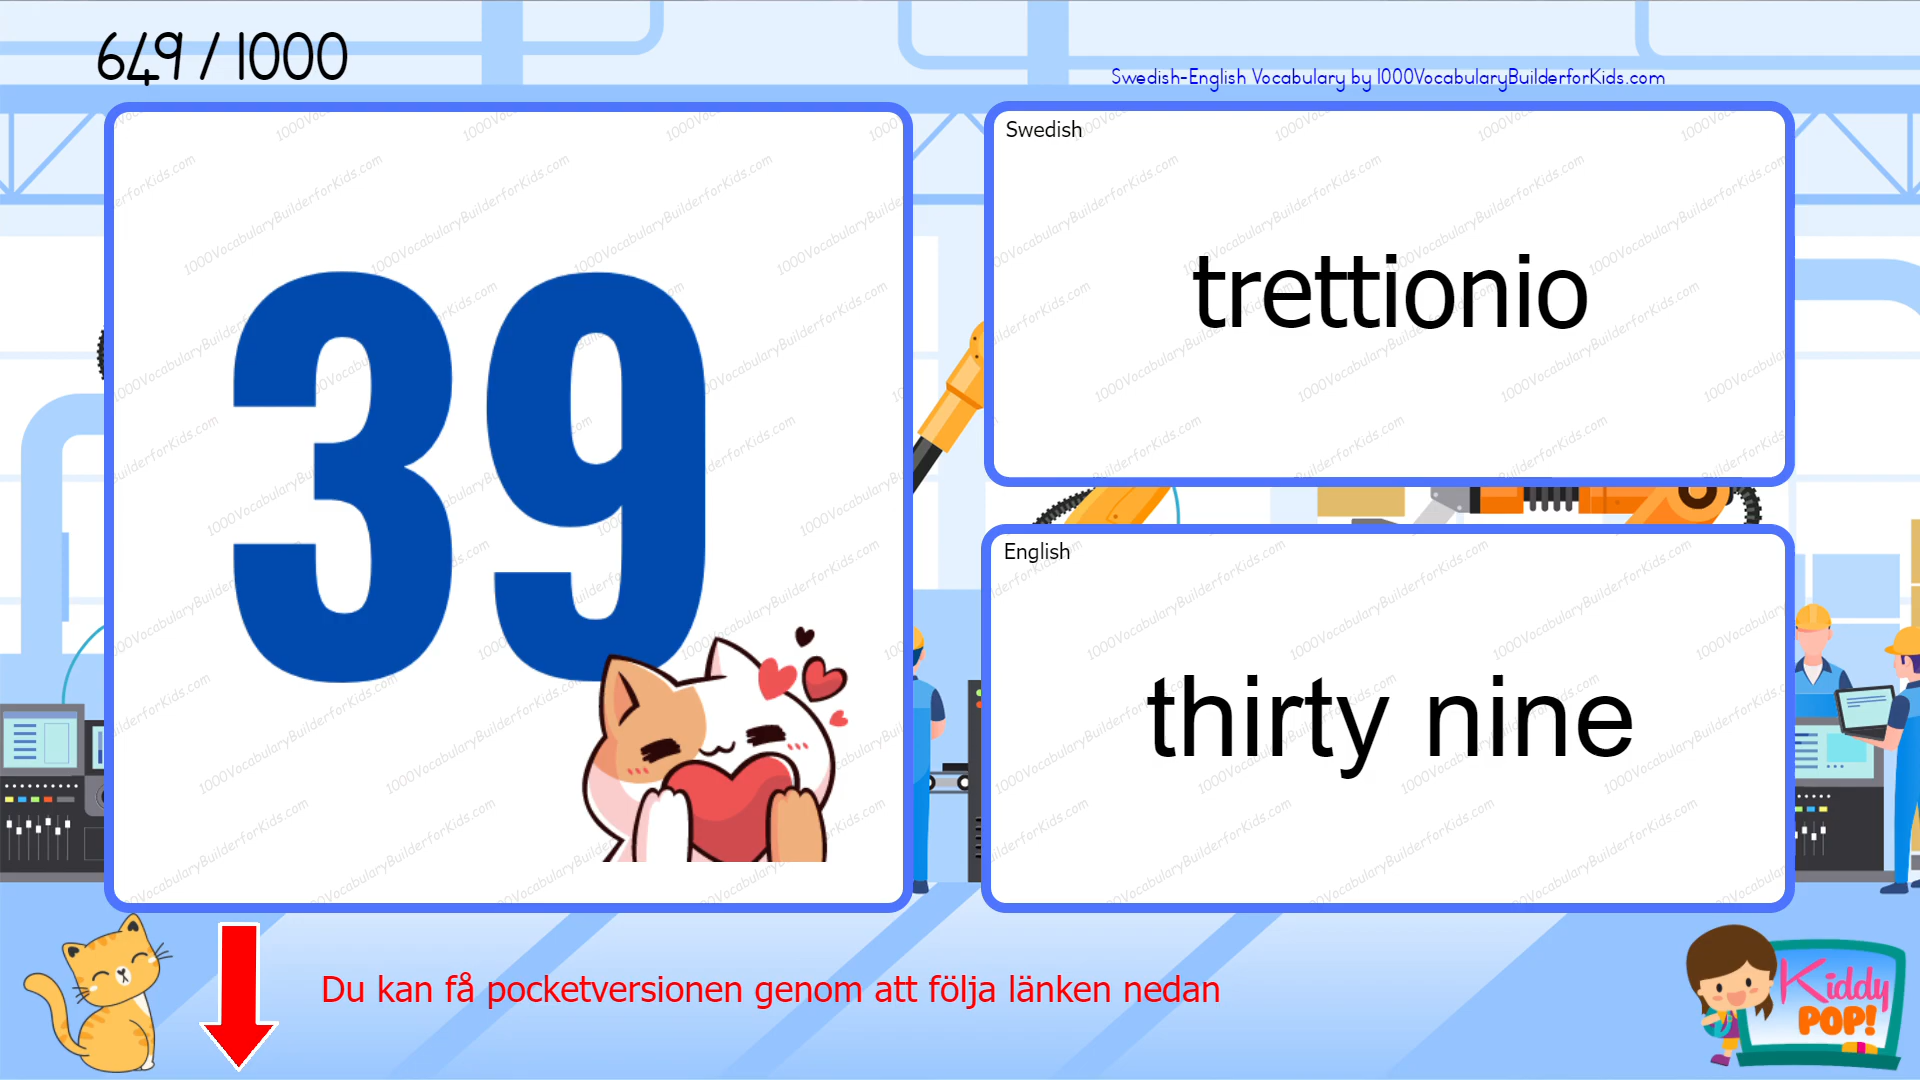 649 / 1000
Swedish-English Vocabulary by 1000VocabularyBuilderforKids.com
39
Swedish
trettionio
English
thirty nine
Du kan få pocketversionen genom att följa länken nedan
Kiddy
POP!